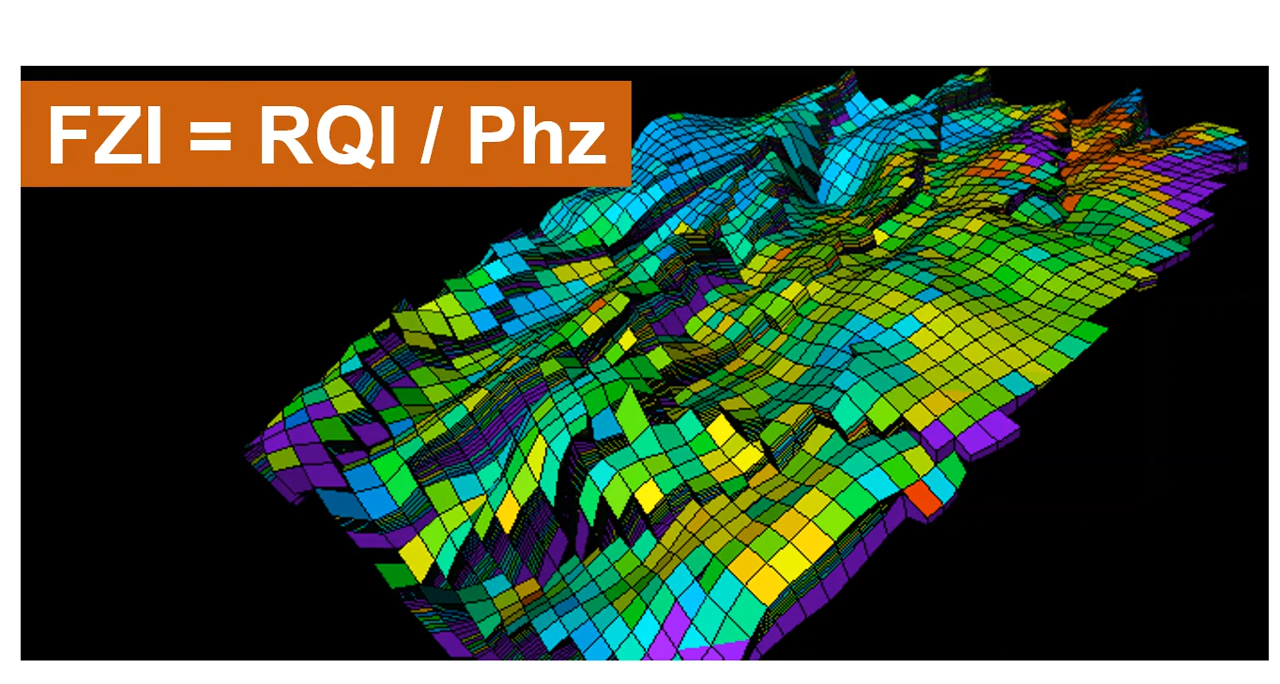 FZI = RQI / Phz